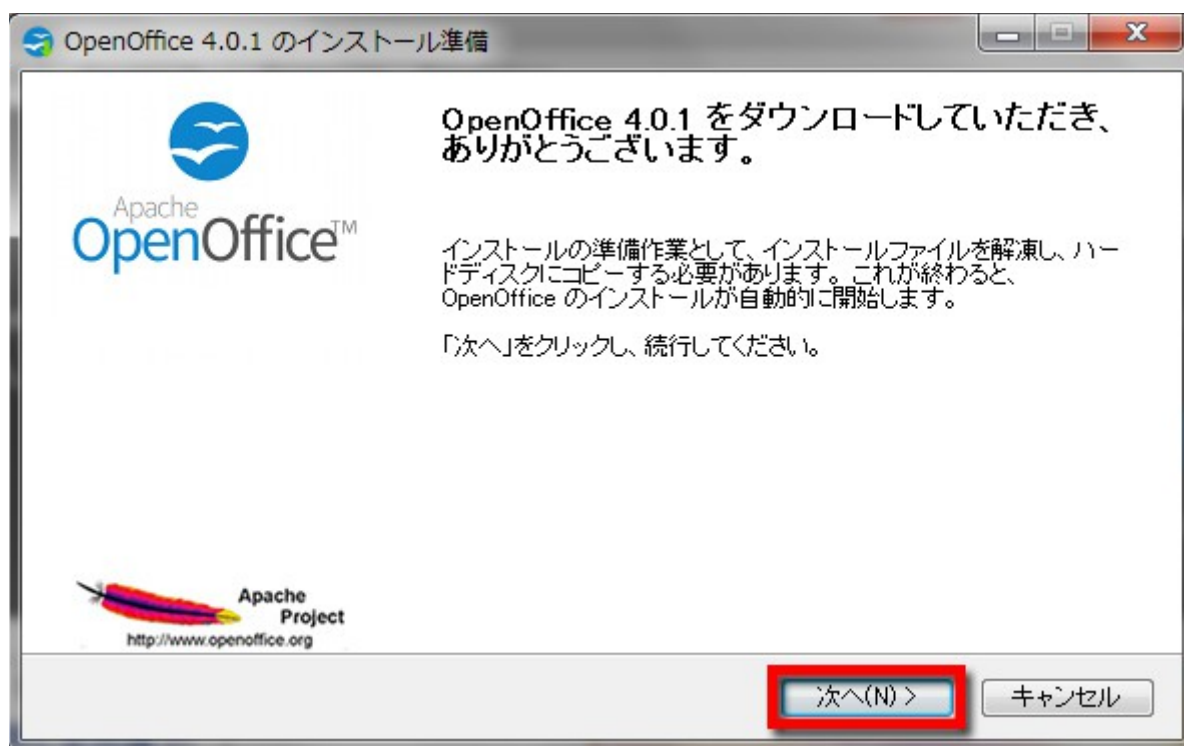 OpenOffice 4.0.1 のインストール準備
Apache
OpenOffice™
OpenOffice 4.0.1 をダウンロードしていただき、
ありがとうございます。
インストールの準備作業として、インストールファイルを解凍し、ハー
ドディスクにコピーする必要があります。これが終わると、
OpenOffice のインストールが自動的に開始します。
「次へ」をクリックし、続行してください。
Apache
Project
http://www.openoffice.org
次へ(N) >
キャンセル